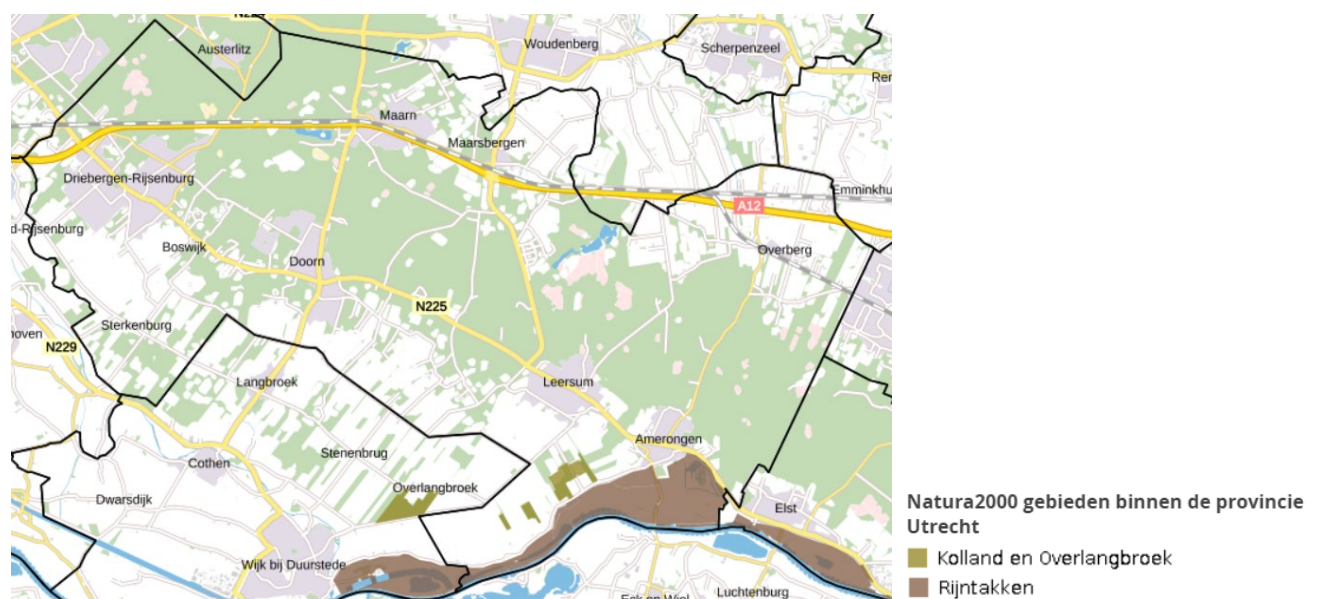 Austerlitz
Woudenberg
Scherpenzeel
Maarn
Maarsbergen
Driebergen-Rijsenburg
Emminkhu
A12
d-Rijsenburg
Boswijk
Doorn
Overberg
N225
Sterkenburg
hoven
N229
Langbroek
Leersum
Amerongen
Stenenbrug
Cothen
Overlangbroek
Dwarsdijk
Elst
Wijk bij Duurstede
Luchtenburg
Natura2000 gebieden binnen de provincie
Utrecht
Kolland en Overlangbroek
Rijntakken